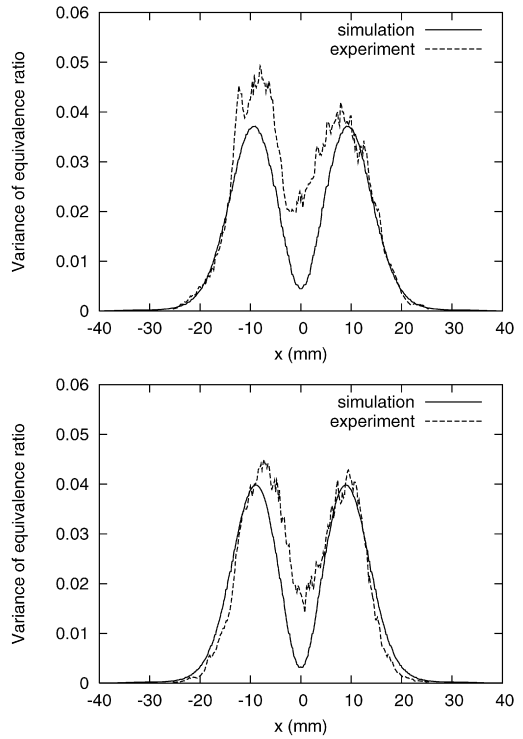 0.06
simulation
experiment
0.05
0.04
0.03
0.02
0.01
0
Variance of equivalence ratio
-40 -30 -20 -10 0 10 20 30 40
x (mm)
0.06
simulation
experiment
0.05
0.04
0.03
0.02
0.01
0
Variance of equivalence ratio
-40 -30 -20 -10 0 10 20 30 40
x (mm)